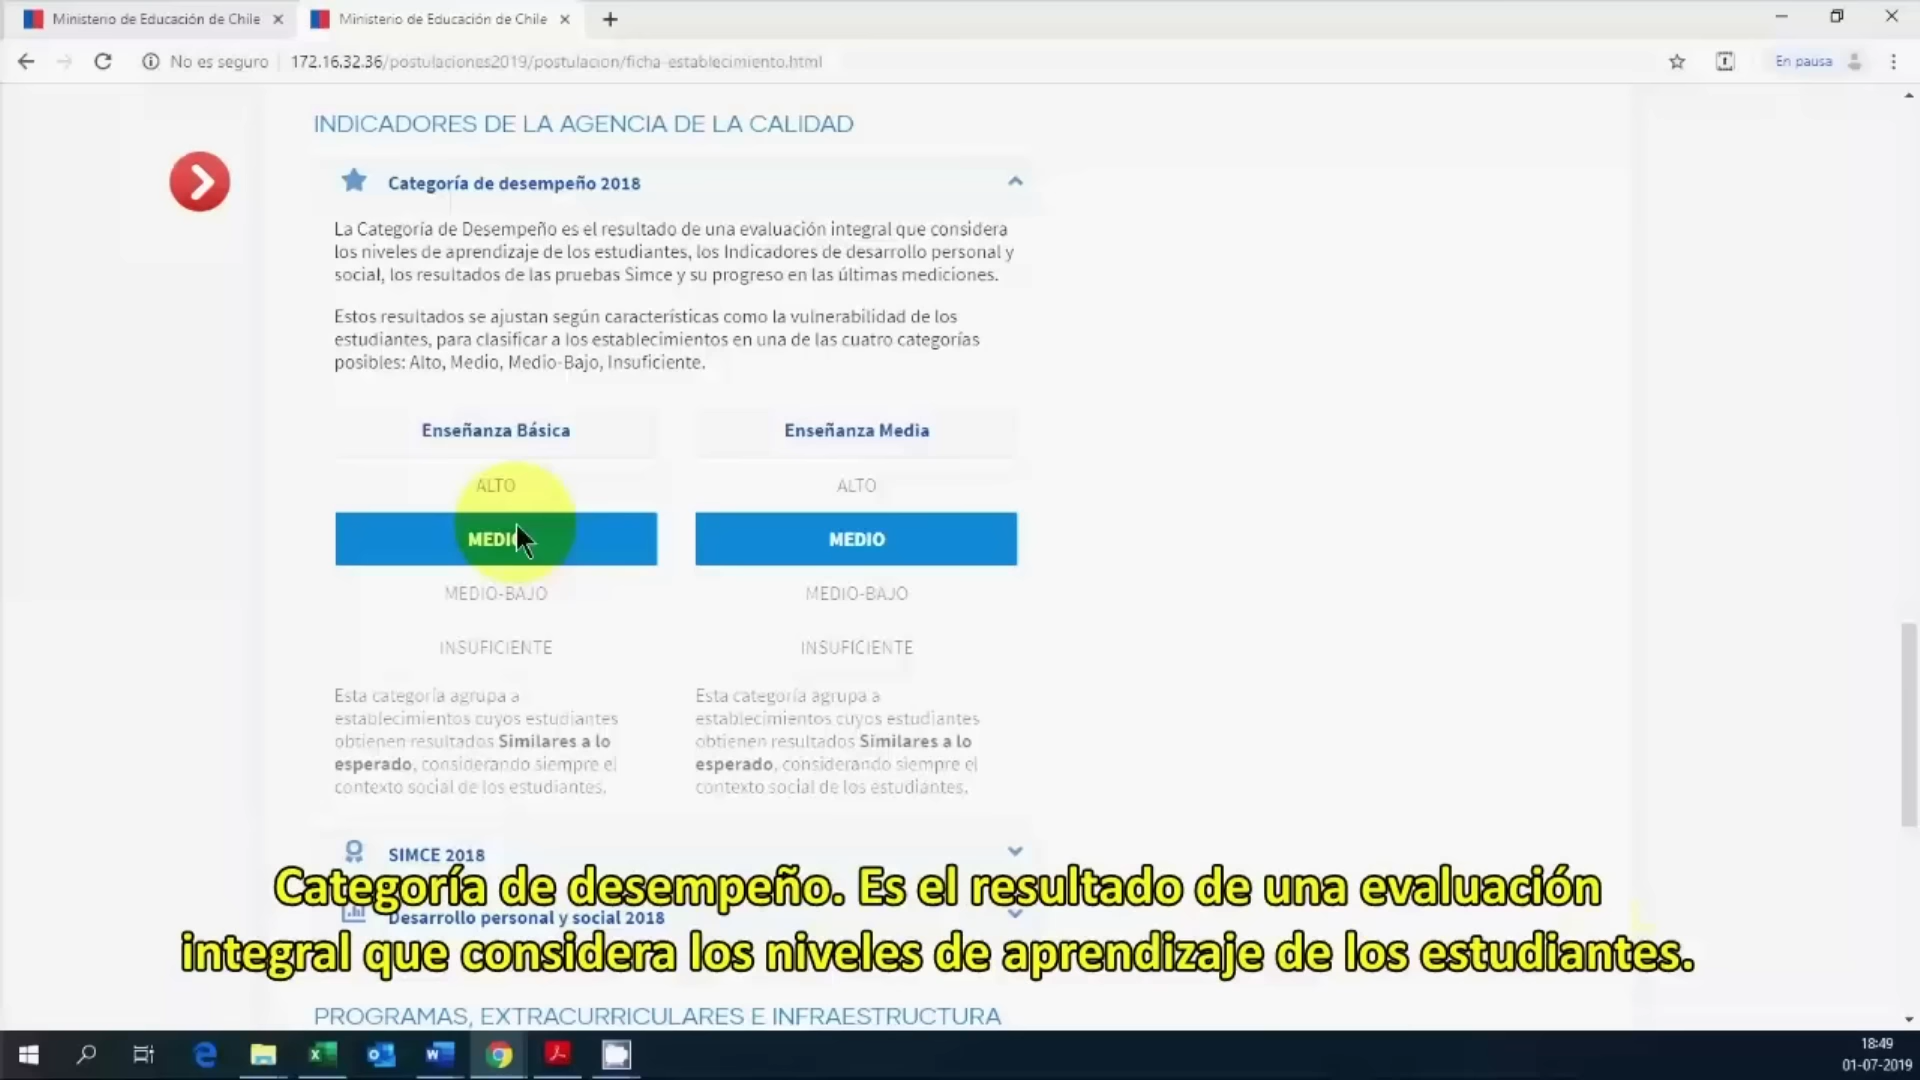 Ministerio de Educación de Chile
Ministerio de Educación de Chile
No es seguro
172.16.32.36/postulaciones2019/postulacion/ficha-establecimiento.html
En pausa
INDICADORES DE LA AGENCIA DE LA CALIDAD
Categoría de desempeño 2018
La Categoría de Desempeño es el resultado de una evaluación integral que considera
los niveles de aprendizaje de los estudiantes, los Indicadores de desarrollo personal y
social, los resultados de las pruebas Simce y su progreso en las últimas mediciones.
Estos resultados se ajustan según características como la vulnerabilidad de los
estudiantes, para clasificar a los establecimientos en una de las cuatro categorías
posibles: Alto, Medio, Medio-Bajo, Insuficiente.
Enseñanza Básica
ALTO
MEDIO
MEDIO-BAJO
INSUFICIENTE
Esta categoría agrupa a
establecimientos cuyos estudiantes
obtienen resultados Similares a lo
esperado, considerando siempre el
contexto social de los estudiantes.
Enseñanza Media
ALTO
MEDIO
MEDIO-BAJO
INSUFICIENTE
Esta categoría agrupa a
establecimientos cuyos estudiantes
obtienen resultados Similares a lo
esperado, considerando siempre el
contexto social de los estudiantes.
SIMCE 2018
Categoría de desempeño. Es el resultado de una evaluación
Desarrollo personal y social 2018
integral que considera los niveles de aprendizaje de los estudiantes.
PROGRAMAS, EXTRACURRICULARES E INFRAESTRUCTURA
18:49
01-07-2019